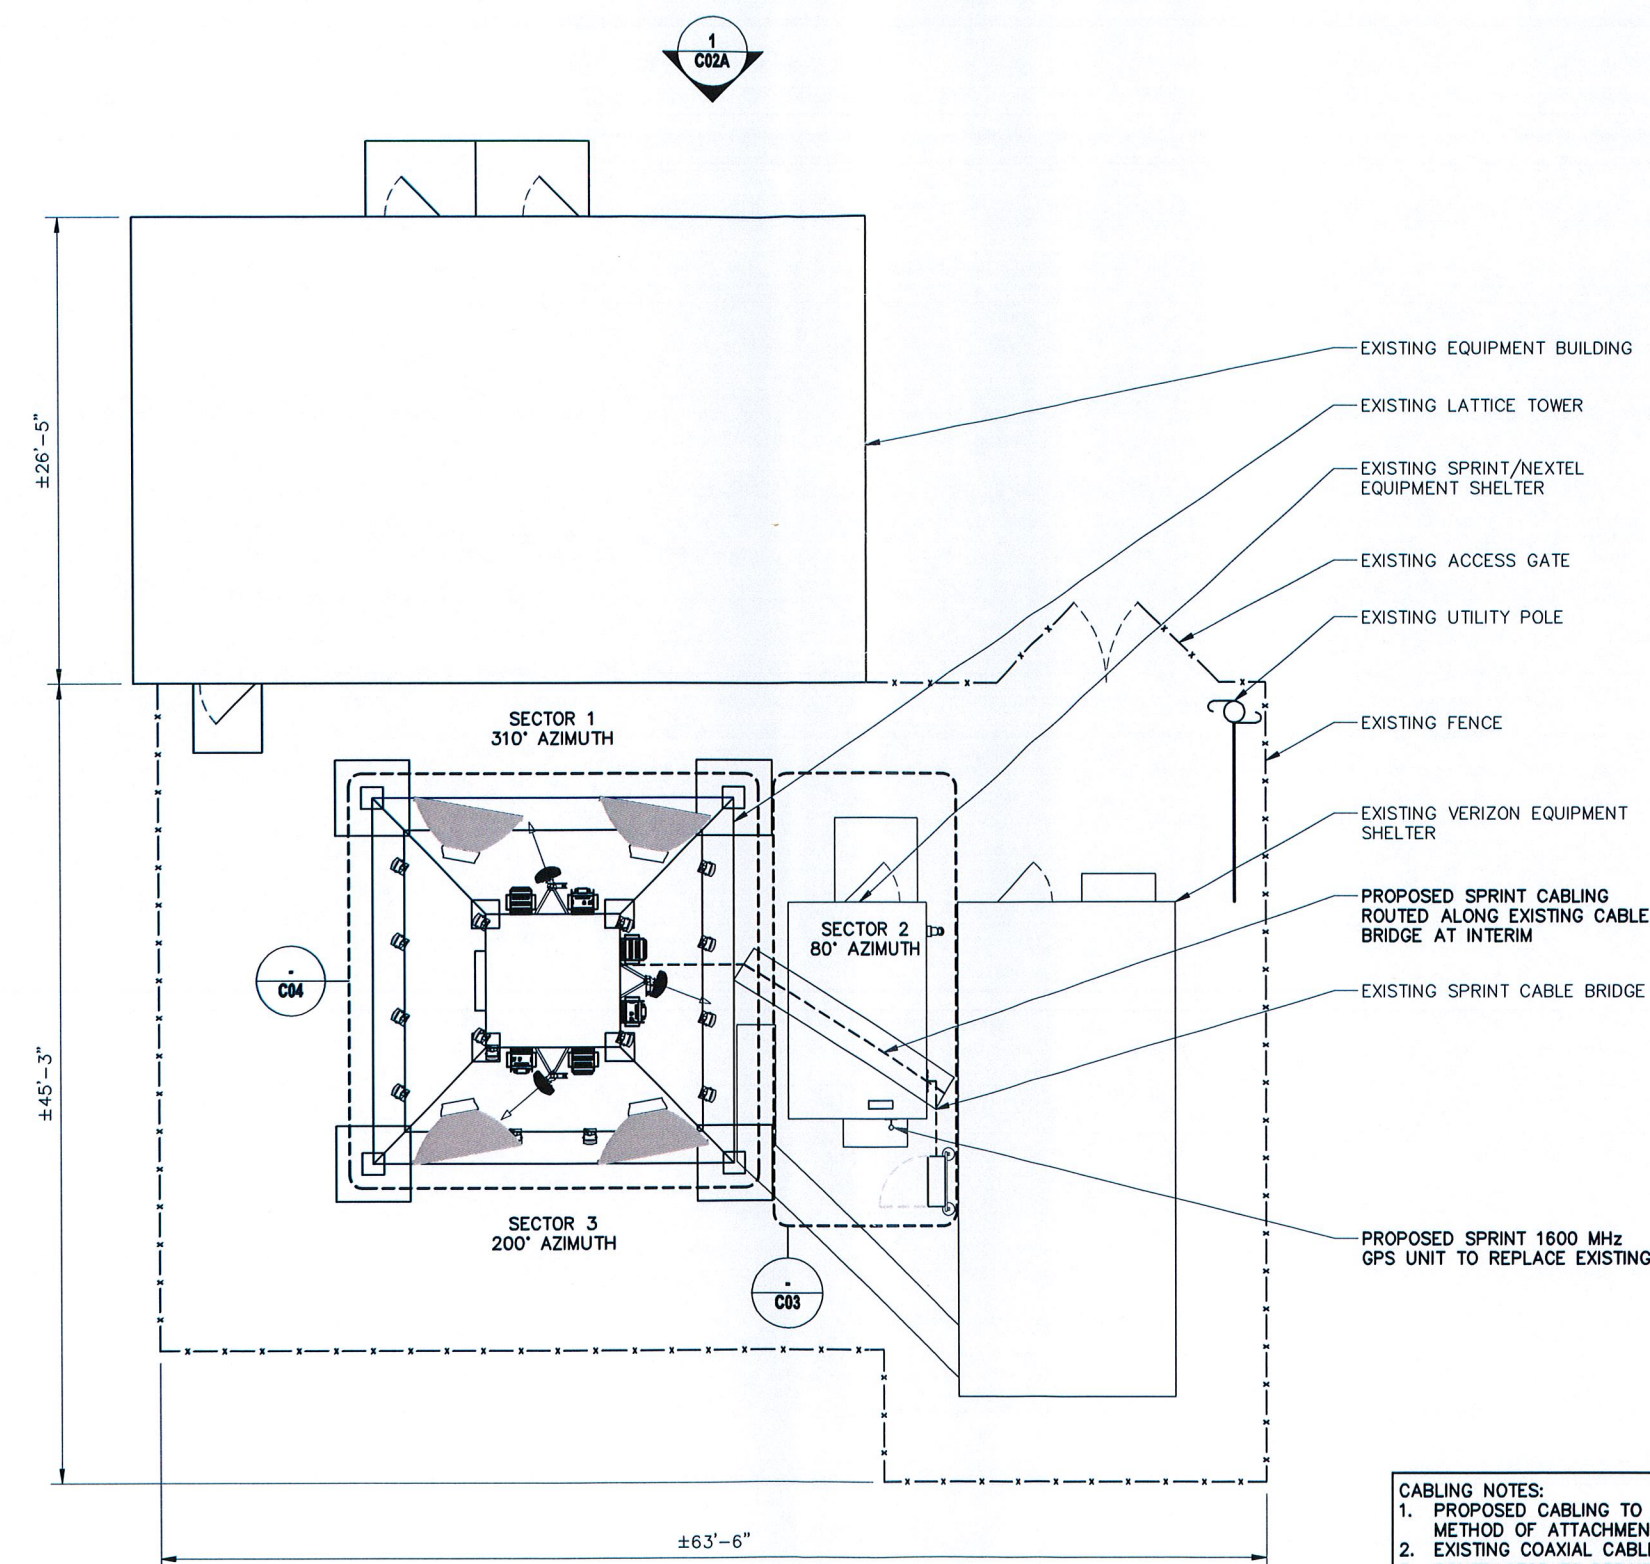 1
C02A
±26'-5"
EXISTING EQUIPMENT BUILDING
EXISTING LATTICE TOWER
EXISTING SPRINT/NEXTEL
EQUIPMENT SHELTER
EXISTING ACCESS GATE
EXISTING UTILITY POLE
EXISTING FENCE
EXISTING VERIZON EQUIPMENT
SHELTER
PROPOSED SPRINT CABLING
ROUTED ALONG EXISTING CABLE
BRIDGE AT INTERIM
EXISTING SPRINT CABLE BRIDGE
PROPOSED SPRINT 1600 MHz
GPS UNIT TO REPLACE EXISTING
SECTOR 1
310° AZIMUTH
SECTOR 2
80° AZIMUTH
-
C04
±45'-3"
SECTOR 3
200° AZIMUTH
-
C03
±63'-6"
CABLING NOTES:
1. PROPOSED CABLING TO
METHOD OF ATTACHMEN
2. EXISTING COAXIAL CABL